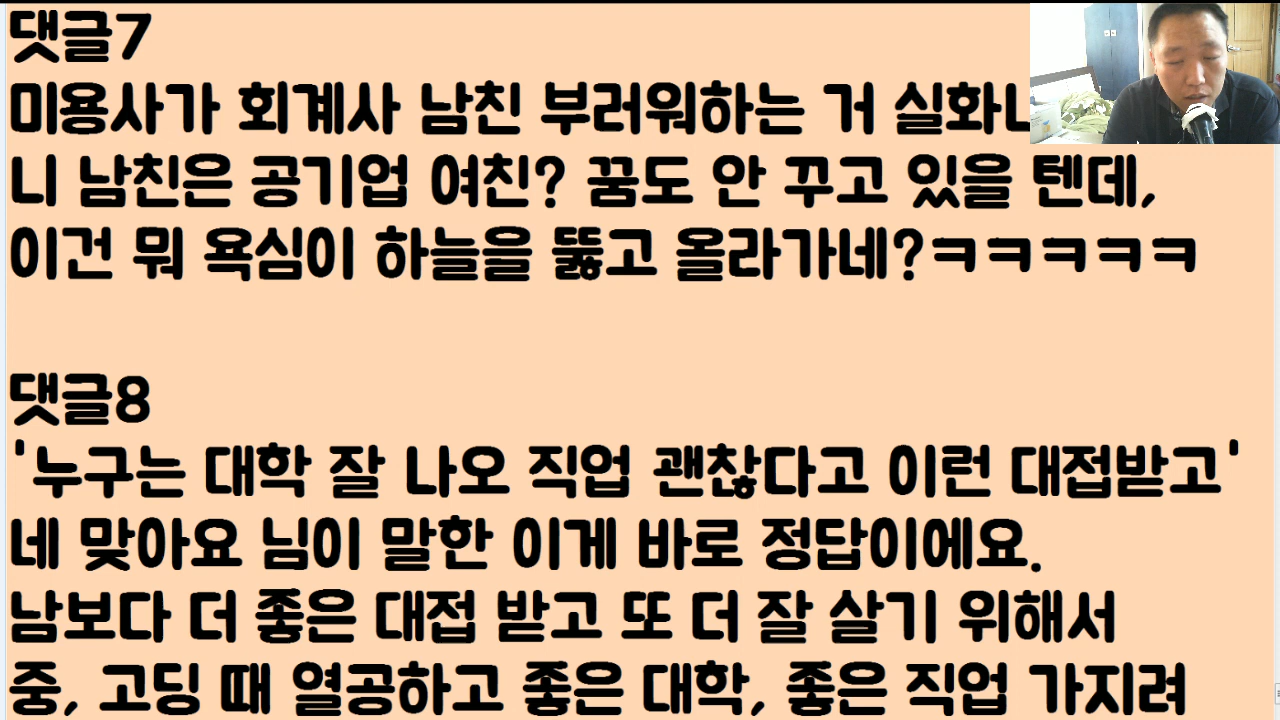 댓글7
미용사가 회계사 남친 부러워하는 거 실화
니 남친은 공기업 여친? 꿈도 안 꾸고 있을 텐데,
이건 뭐 욕심이 하늘을 뚫고 올라가네?ㅋㅋㅋㅋㅋ
댓글8
'누구는 대학 잘 나오 직업 괜찮다고 이런 대접받고'
네 맞아요 님이 말한 이게 바로 정답이에요.
남보다 더 좋은 대접 받고 또 더 잘 살기 위해서
중, 고딩 때 열공하고 좋은 대학, 좋은 직업 가지려